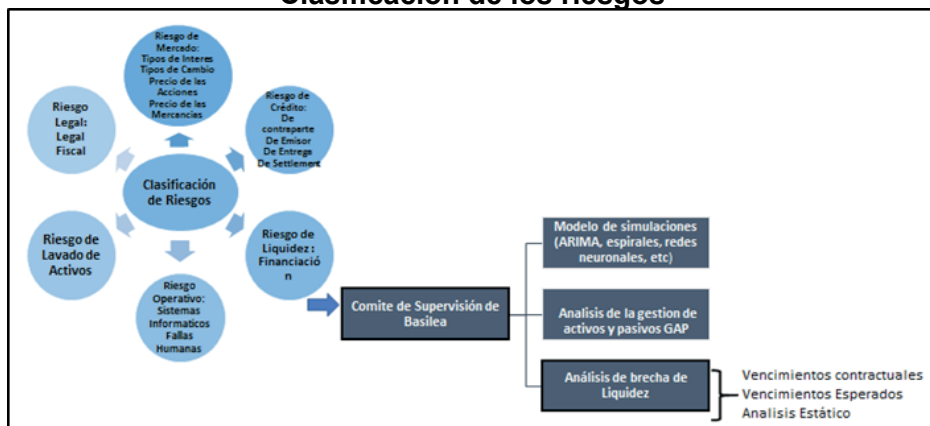 Clasificación de los riesgos
Riesgo de
Mercado:
Tipos de Interes
Tipos de Cambio
Precio de las
Acciones
Precio de las
Mercancías
Riesgo de
Crédito:
De
contraparte
De Emisor
De Entrega
De Settlement
Riesgo
Legal:
Legal
Fiscal
Clasificación
de Riesgos
Riesgo de
Lavado de
Activos
Riesgo de
Liquidez :
Financiació
n
Riesgo
Operativo:
Sistemas
Informaticos
Fallas
Humanas
Comite de Supervisión de
Basilea
Modelo de simulaciones
(ARIMA, espirales, redes
neuronales, etc)
Analisis de la gestion de
activos y pasivos GAP
Análisis de brecha de
Liquidez
Vencimientos contractuales
Vencimientos Esperados
Analisis Estático